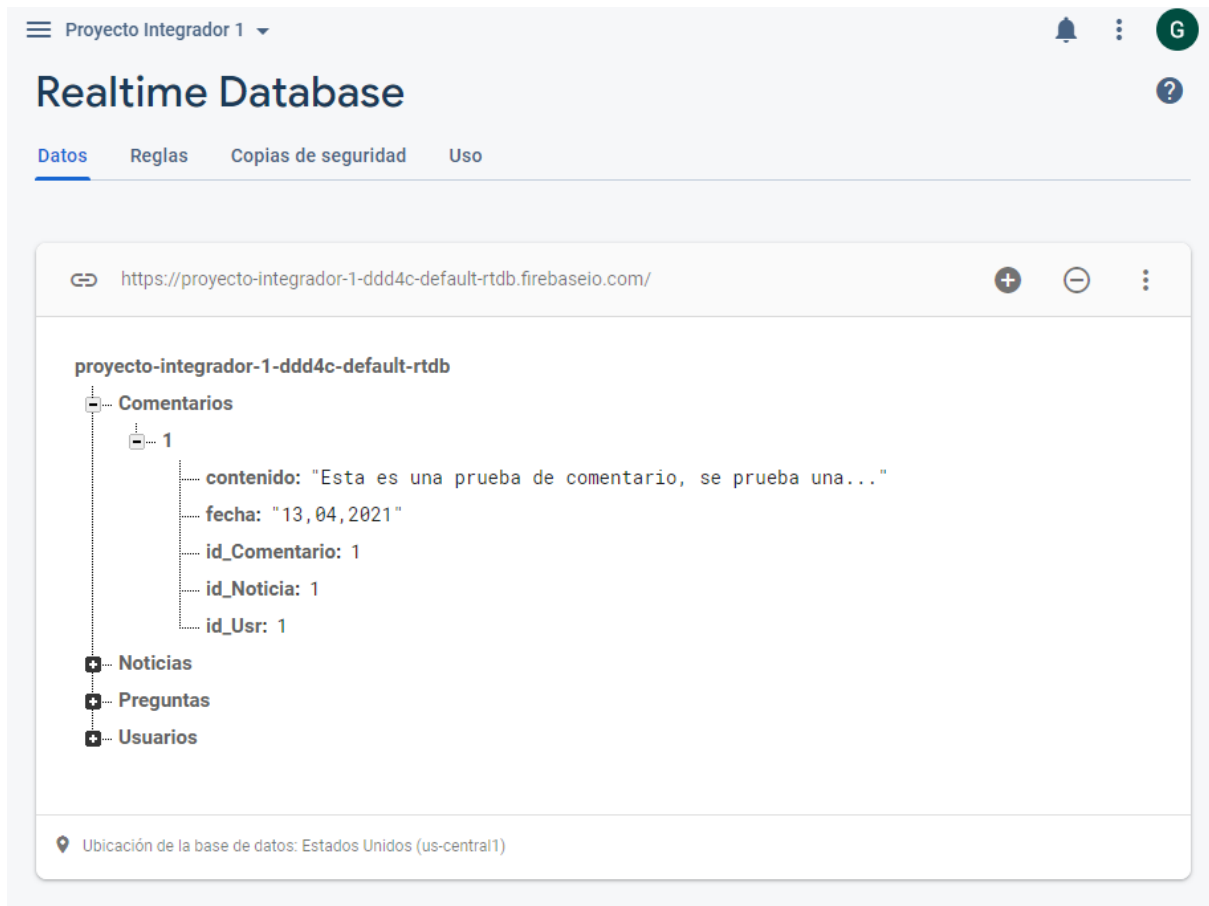 Proyecto Integrador 1
G
Realtime Database
?
Datos Reglas Copias de seguridad Uso
https://proyecto-integrador-1-ddd4c-default-rtdb.firebaseio.com/
proyecto-integrador-1-ddd4c-default-rtdb
Comentarios
1
contenido: "Esta es una prueba de comentario, se prueba una..."
fecha: "13,04,2021"
id_Comentario: 1
id_Noticia: 1
id_Usr: 1
Noticias
Preguntas
Usuarios
Ubicación de la base de datos: Estados Unidos (us-central1)